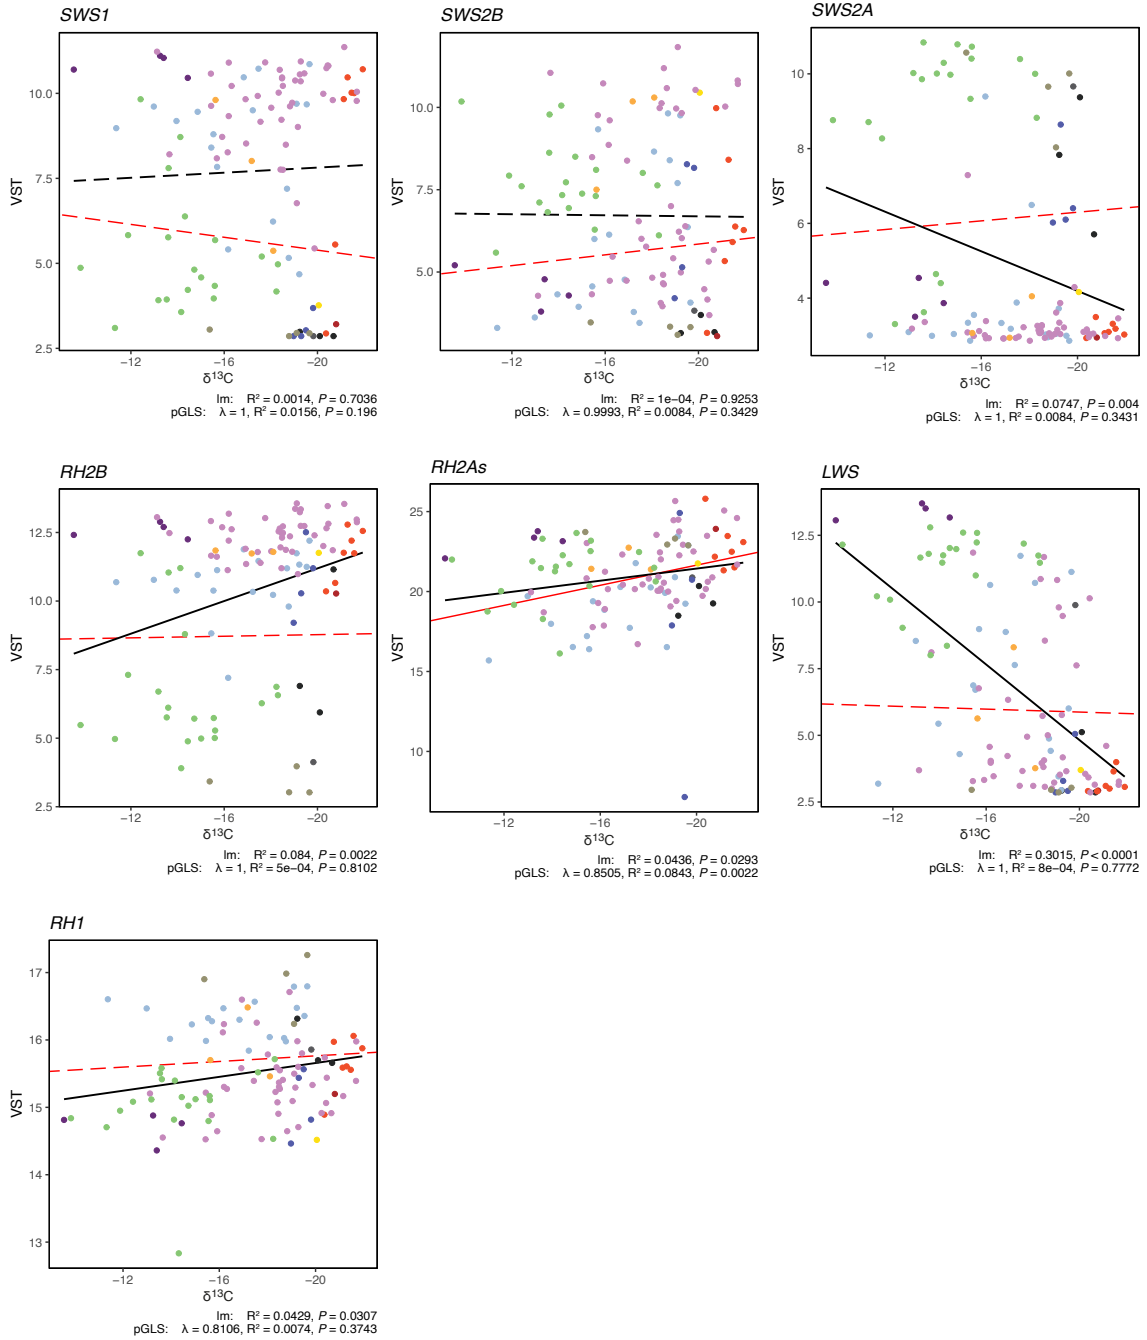 SWS1
VST
10.0
7.5
5.0
2.5
−12
−16
−20
δ¹³C
lm: R² = 0.0014, P = 0.7036
pGLS: λ = 1, R² = 0.0156, P = 0.196
SWS2B
VST
10.0
7.5
5.0
−12
−16
−20
δ¹³C
lm: R² = 1e−04, P = 0.9253
pGLS: λ = 0.9993, R² = 0.0084, P = 0.3429
SWS2A
VST
10
8
6
4
−12
−16
−20
δ¹³C
lm: R² = 0.0747, P = 0.004
pGLS: λ = 1, R² = 0.0084, P = 0.3431
RH2B
VST
12.5
10.0
7.5
5.0
2.5
−12
−16
−20
δ¹³C
lm: R² = 0.084, P = 0.0022
pGLS: λ = 1, R² = 5e−04, P = 0.8102
RH2As
VST
25
20
15
10
−12
−16
−20
δ¹³C
lm: R² = 0.0436, P = 0.0293
pGLS: λ = 0.8505, R² = 0.0843, P = 0.0022
LWS
VST
12.5
10.0
7.5
5.0
2.5
−12
−16
−20
δ¹³C
lm: R² = 0.3015, P < 0.0001
pGLS: λ = 1, R² = 8e−04, P = 0.7772
RH1
VST
17
16
15
14
13
−12
−16
−20
δ¹³C
lm: R² = 0.0429, P = 0.0307
pGLS: λ = 0.8106, R² = 0.0074, P = 0.3743